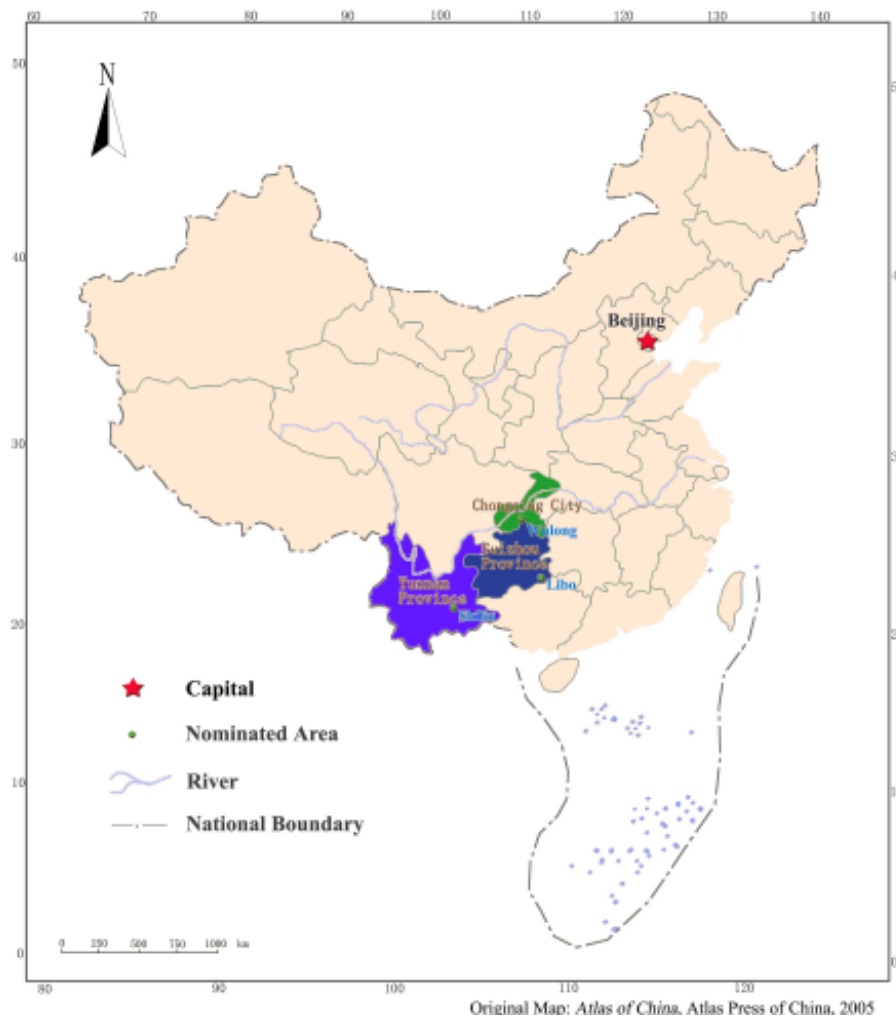 60 70 80 90 100 110 120 130 140
50
N
40
Beijing
30
Chongqing City
Wulong
Guizhou
Province
Libo
Yunnan
Province
20
Capital
Nominated Area
River
10
National Boundary
0 250 500 750 1000 km
0
80 90 100 110 120
Original Map: Atlas of China, Atlas Press of China, 2005